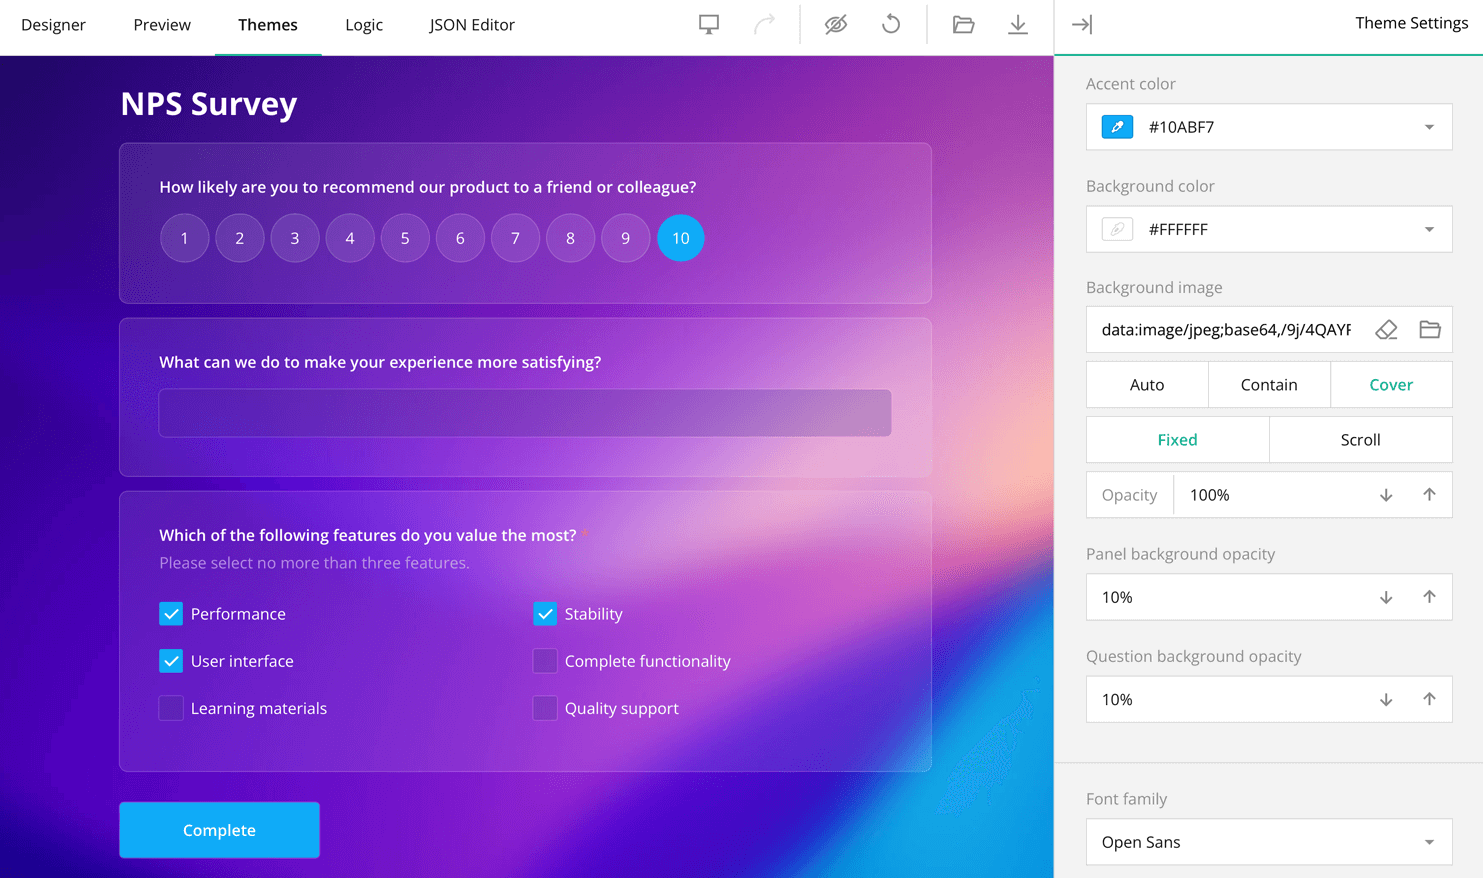 Designer Preview Themes Logic JSON Editor
Theme Settings
NPS Survey
How likely are you to recommend our product to a friend or colleague?
1 2 3 4 5 6 7 8 9 10
What can we do to make your experience more satisfying?
Which of the following features do you value the most? *
Please select no more than three features.
Performance Stability
User interface Complete functionality
Learning materials Quality support
Complete
Accent color
#10ABF7
Background color
#FFFFFF
Background image
data:image/jpeg;base64,/9j/4QAYF
Auto Contain Cover
Fixed Scroll
Opacity 100%
Panel background opacity
10%
Question background opacity
10%
Font family
Open Sans